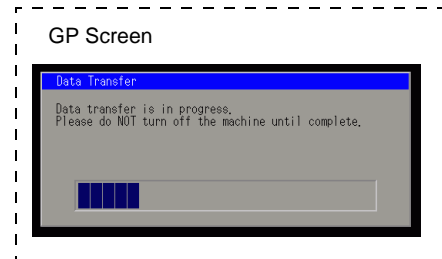 GP Screen
Data Transfer
Data transfer is in progress.
Please do NOT turn off the machine until complete.